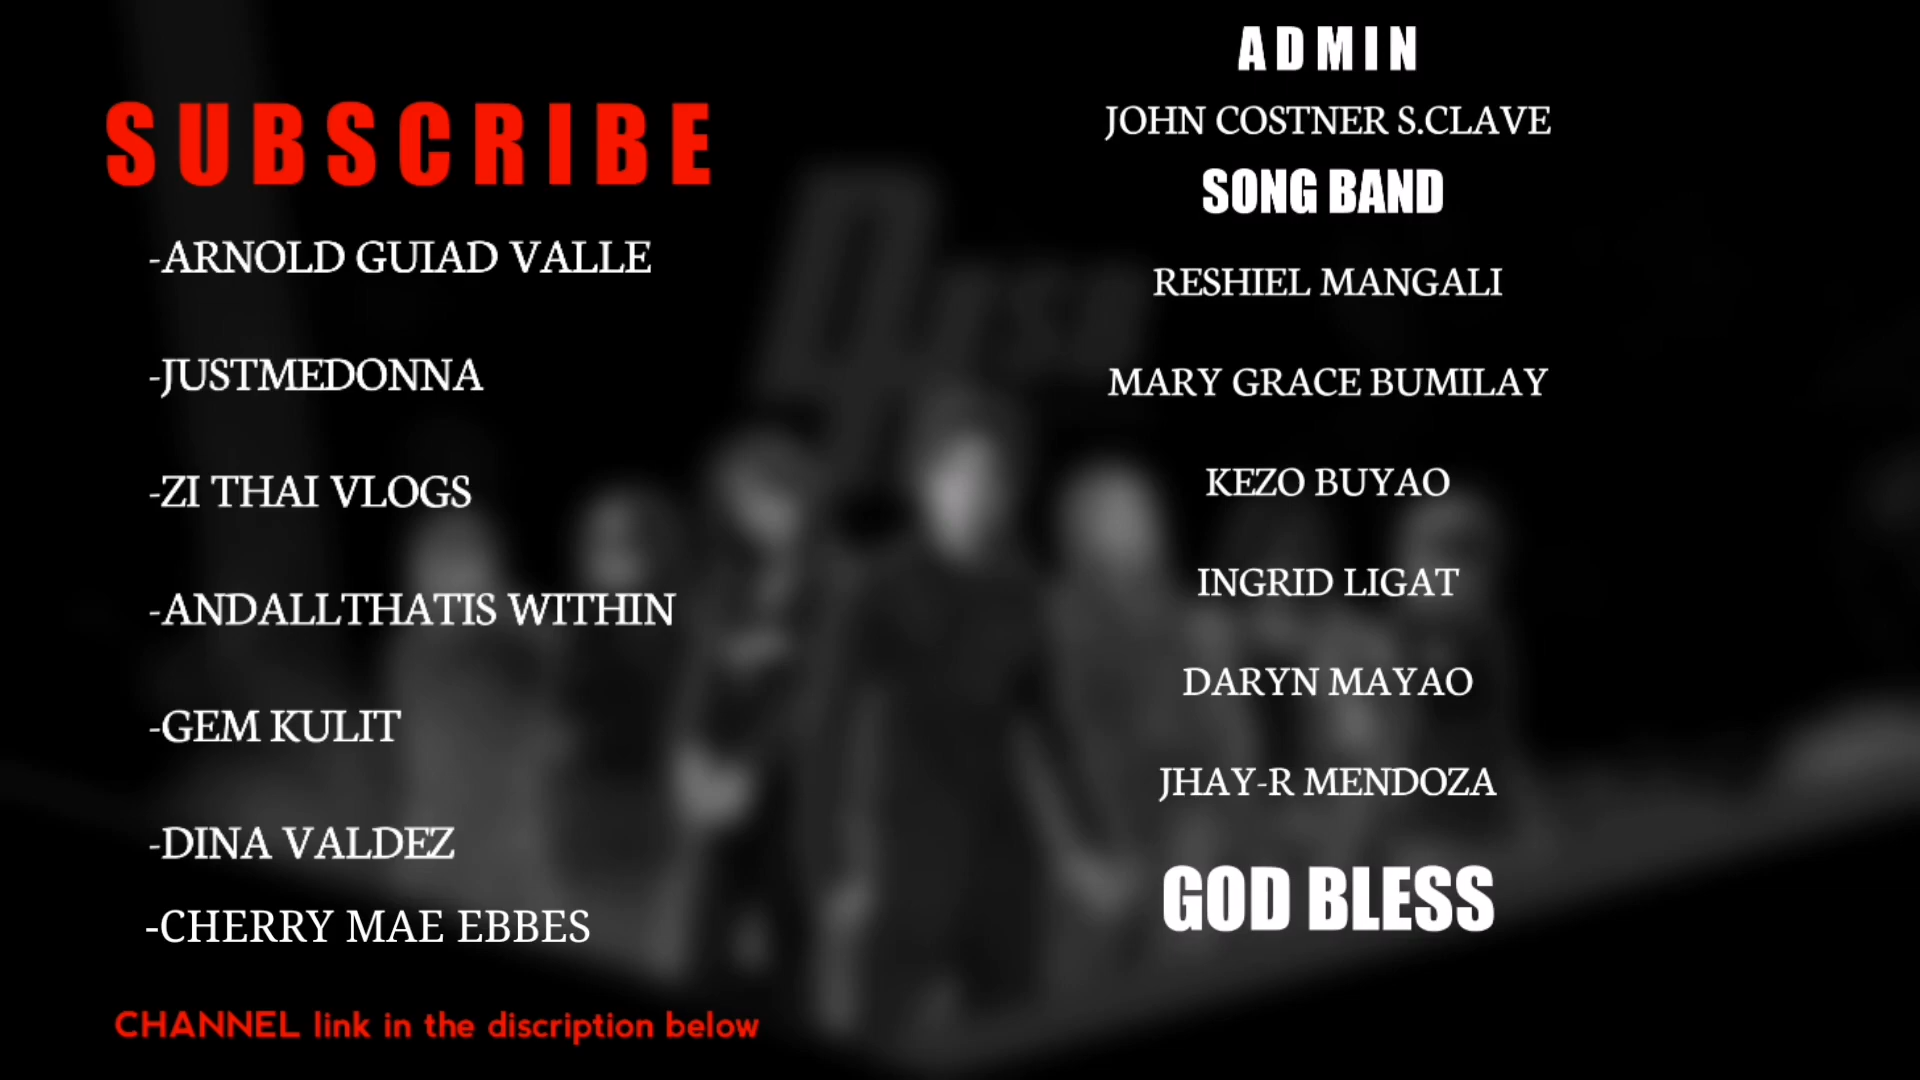 SUBSCRIBE
-ARNOLD GUIAD VALLE
-JUSTMEDONNA
-ZI THAI VLOGS
-ANDALLTHATIS WITHIN
-GEM KULIT
-DINA VALDEZ
-CHERRY MAE EBBES
CHANNEL link in the discription below
ADMIN
JOHN COSTNER S.CLAVE
SONG BAND
RESHIEL MANGALI
MARY GRACE BUMILAY
KEZO BUYAO
INGRID LIGAT
DARYN MAYAO
JHAY-R MENDOZA
GOD BLESS